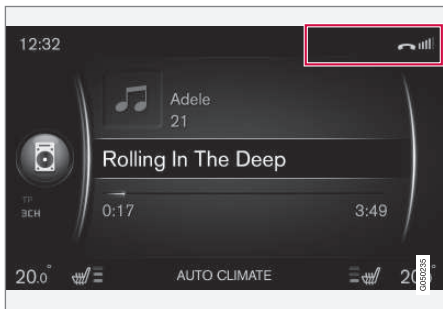 12:32
Adele
21
Rolling In The Deep
TP
3CH
0:17
3:49
20.0°
AUTO CLIMATE
G050235